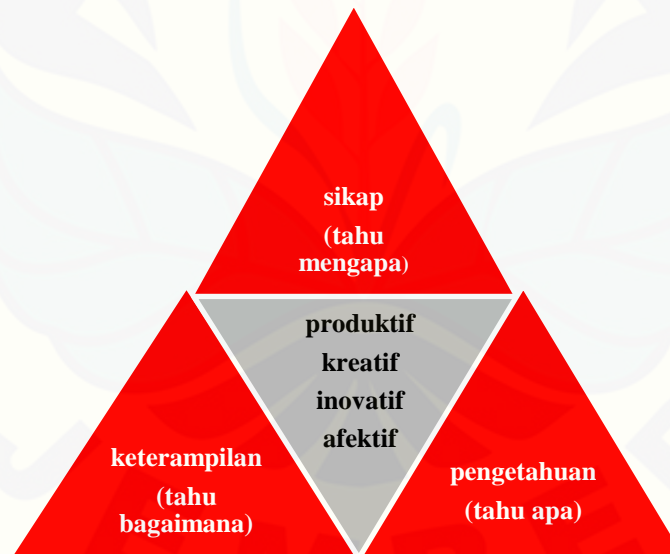 sikap
(tahu
mengapa)
produktif
kreatif
inovatif
afektif
keterampilan
(tahu
bagaimana)
pengetahuan
(tahu apa)